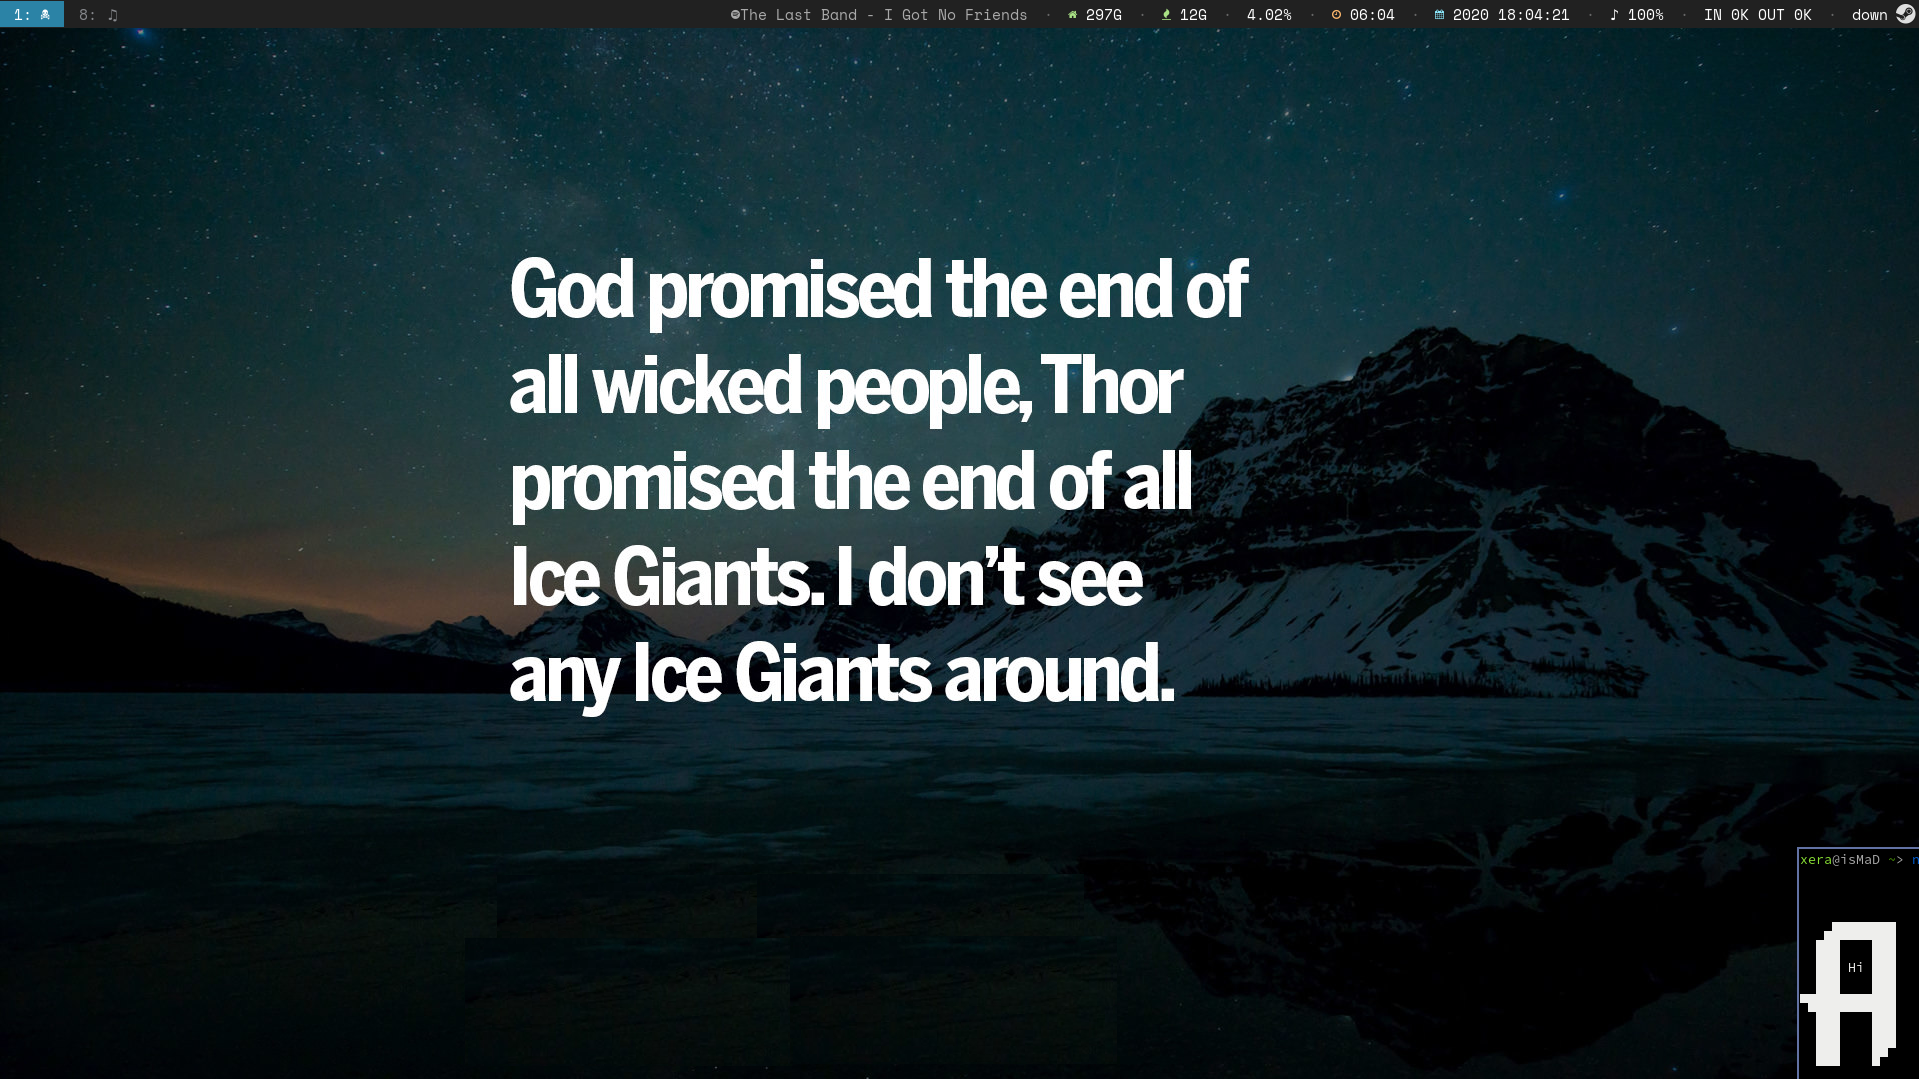 1: 8: ♫ The Last Band - I Got No Friends · 297G · 12G · 4.02% · 06:04 · 2020 18:04:21 · ♪ 100% · IN 0K OUT 0K · down
God promised the end of
all wicked people, Thor
promised the end of all
Ice Giants. I don’t see
any Ice Giants around.
xera@isMaD ~> n
Hi